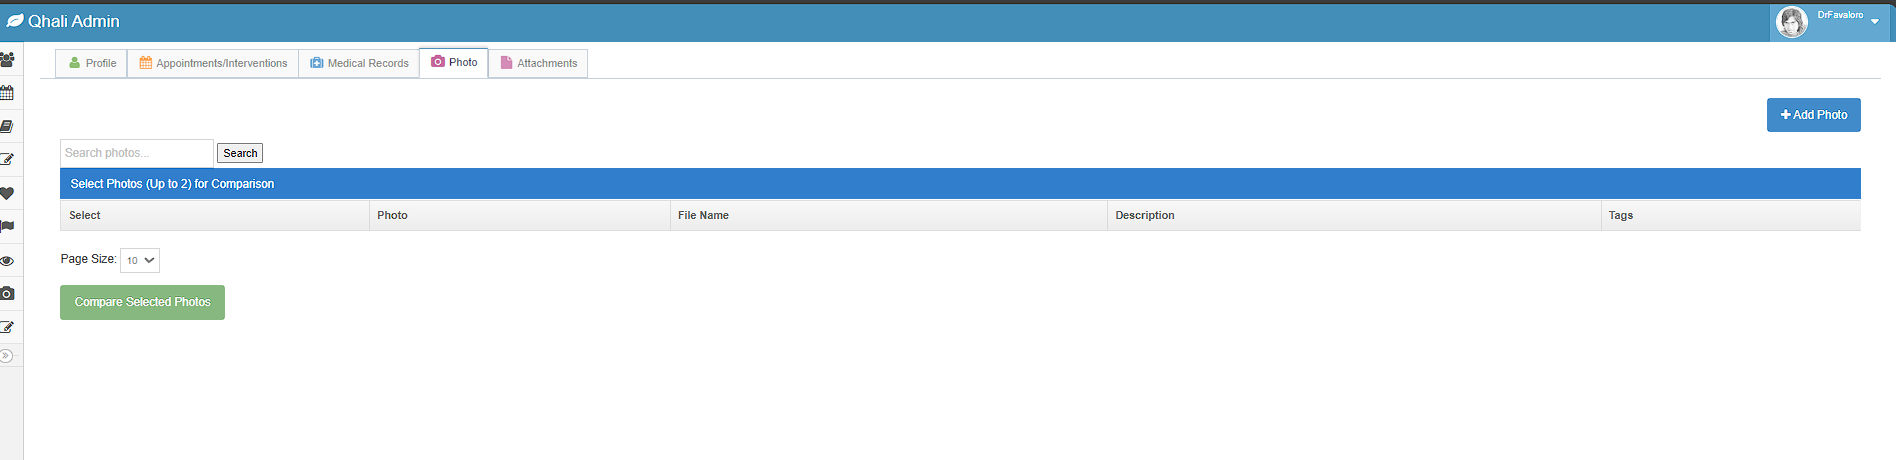 Qhali Admin
DrFavaloro
Profile
Appointments/Interventions
Medical Records
Photo
Attachments
Add Photo
Search photos...
Search
Select Photos (Up to 2) for Comparison
Select
Photo
File Name
Description
Tags
Page Size:
10
Compare Selected Photos